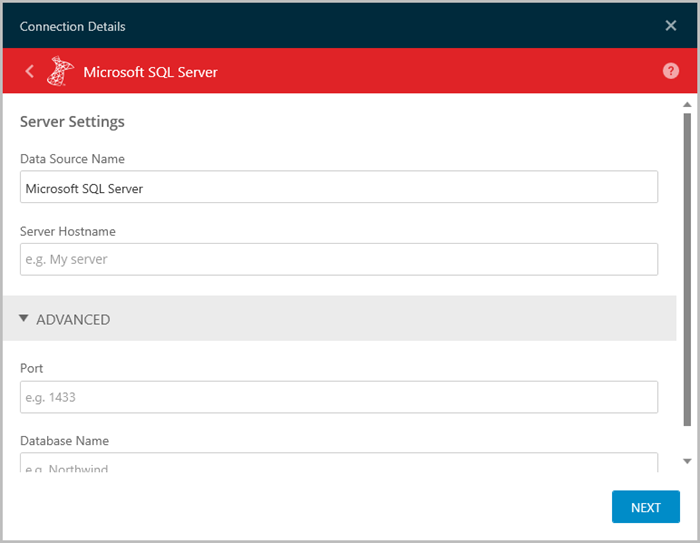 Connection Details
Microsoft SQL Server
?
Server Settings
Data Source Name
Microsoft SQL Server
Server Hostname
e.g. My server
ADVANCED
Port
e.g. 1433
Database Name
e.g. Northwind
NEXT